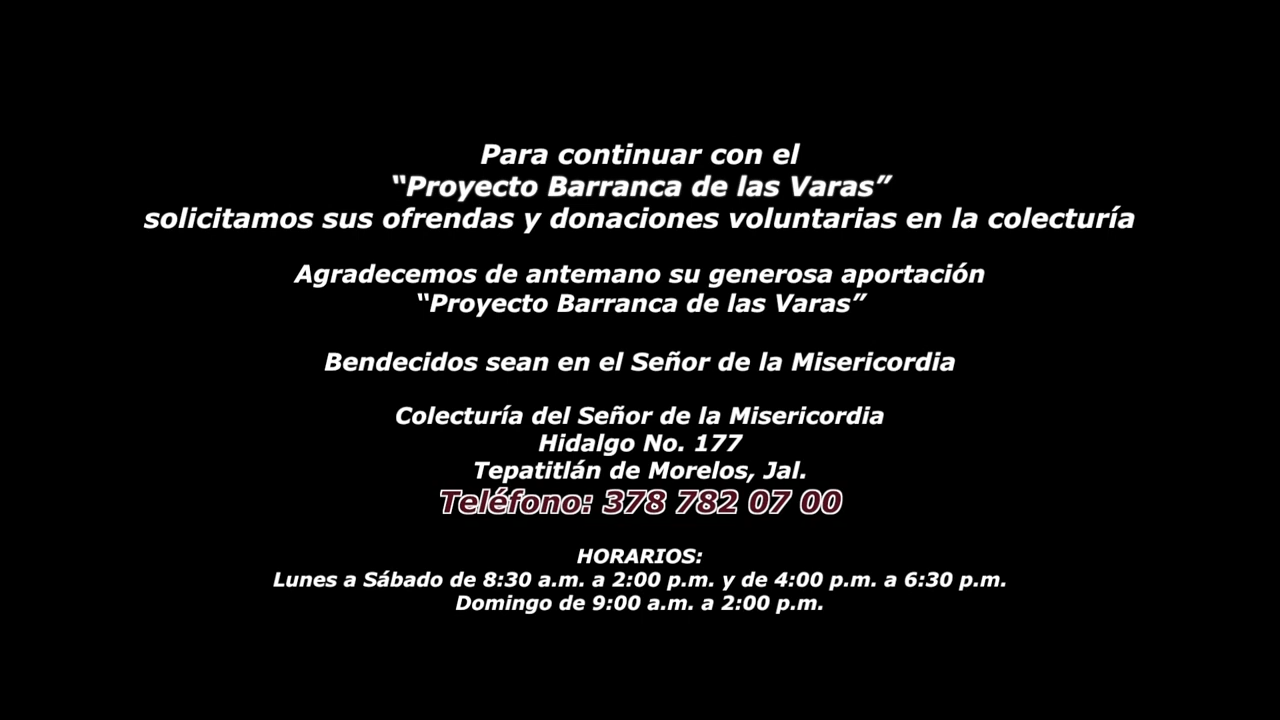 Para continuar con el
“Proyecto Barranca de las Varas”
solicitamos sus ofrendas y donaciones voluntarias en la colecturía
Agradecemos de antemano su generosa aportación
“Proyecto Barranca de las Varas”
Bendecidos sean en el Señor de la Misericordia
Colecturía del Señor de la Misericordia
Hidalgo No. 177
Tepatitlán de Morelos, Jal.
Teléfono: 378 782 07 00
HORARIOS:
Lunes a Sábado de 8:30 a.m. a 2:00 p.m. y de 4:00 p.m. a 6:30 p.m.
Domingo de 9:00 a.m. a 2:00 p.m.